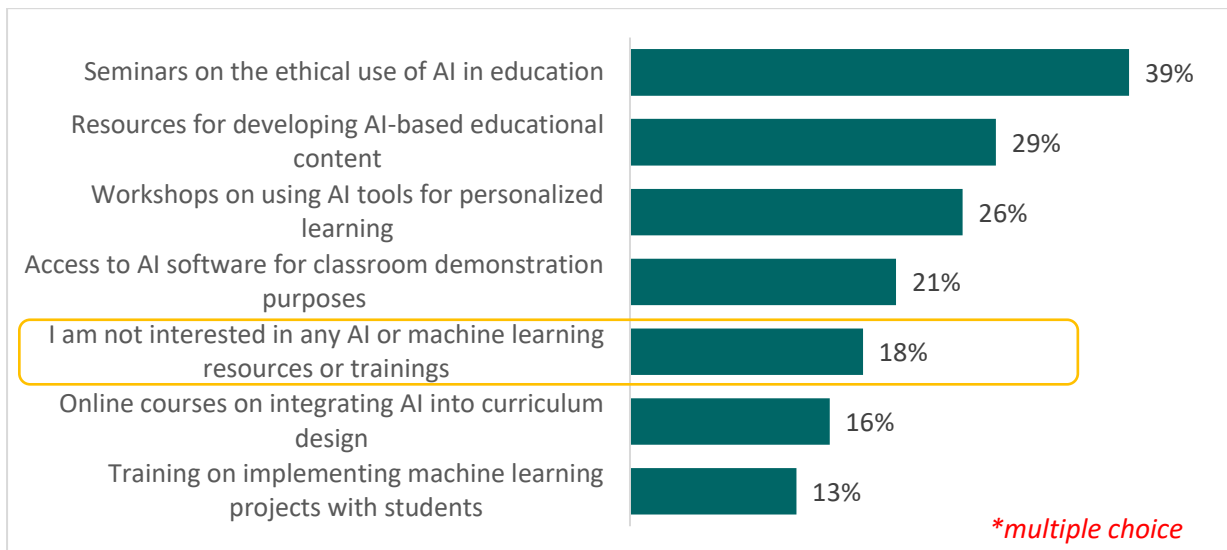 Seminars on the ethical use of AI in education
39%
Resources for developing AI-based educational
content
29%
Workshops on using AI tools for personalized
learning
26%
Access to AI software for classroom demonstration
purposes
21%
I am not interested in any AI or machine learning
resources or trainings
18%
Online courses on integrating AI into curriculum
design
16%
Training on implementing machine learning
projects with students
13%
*multiple choice